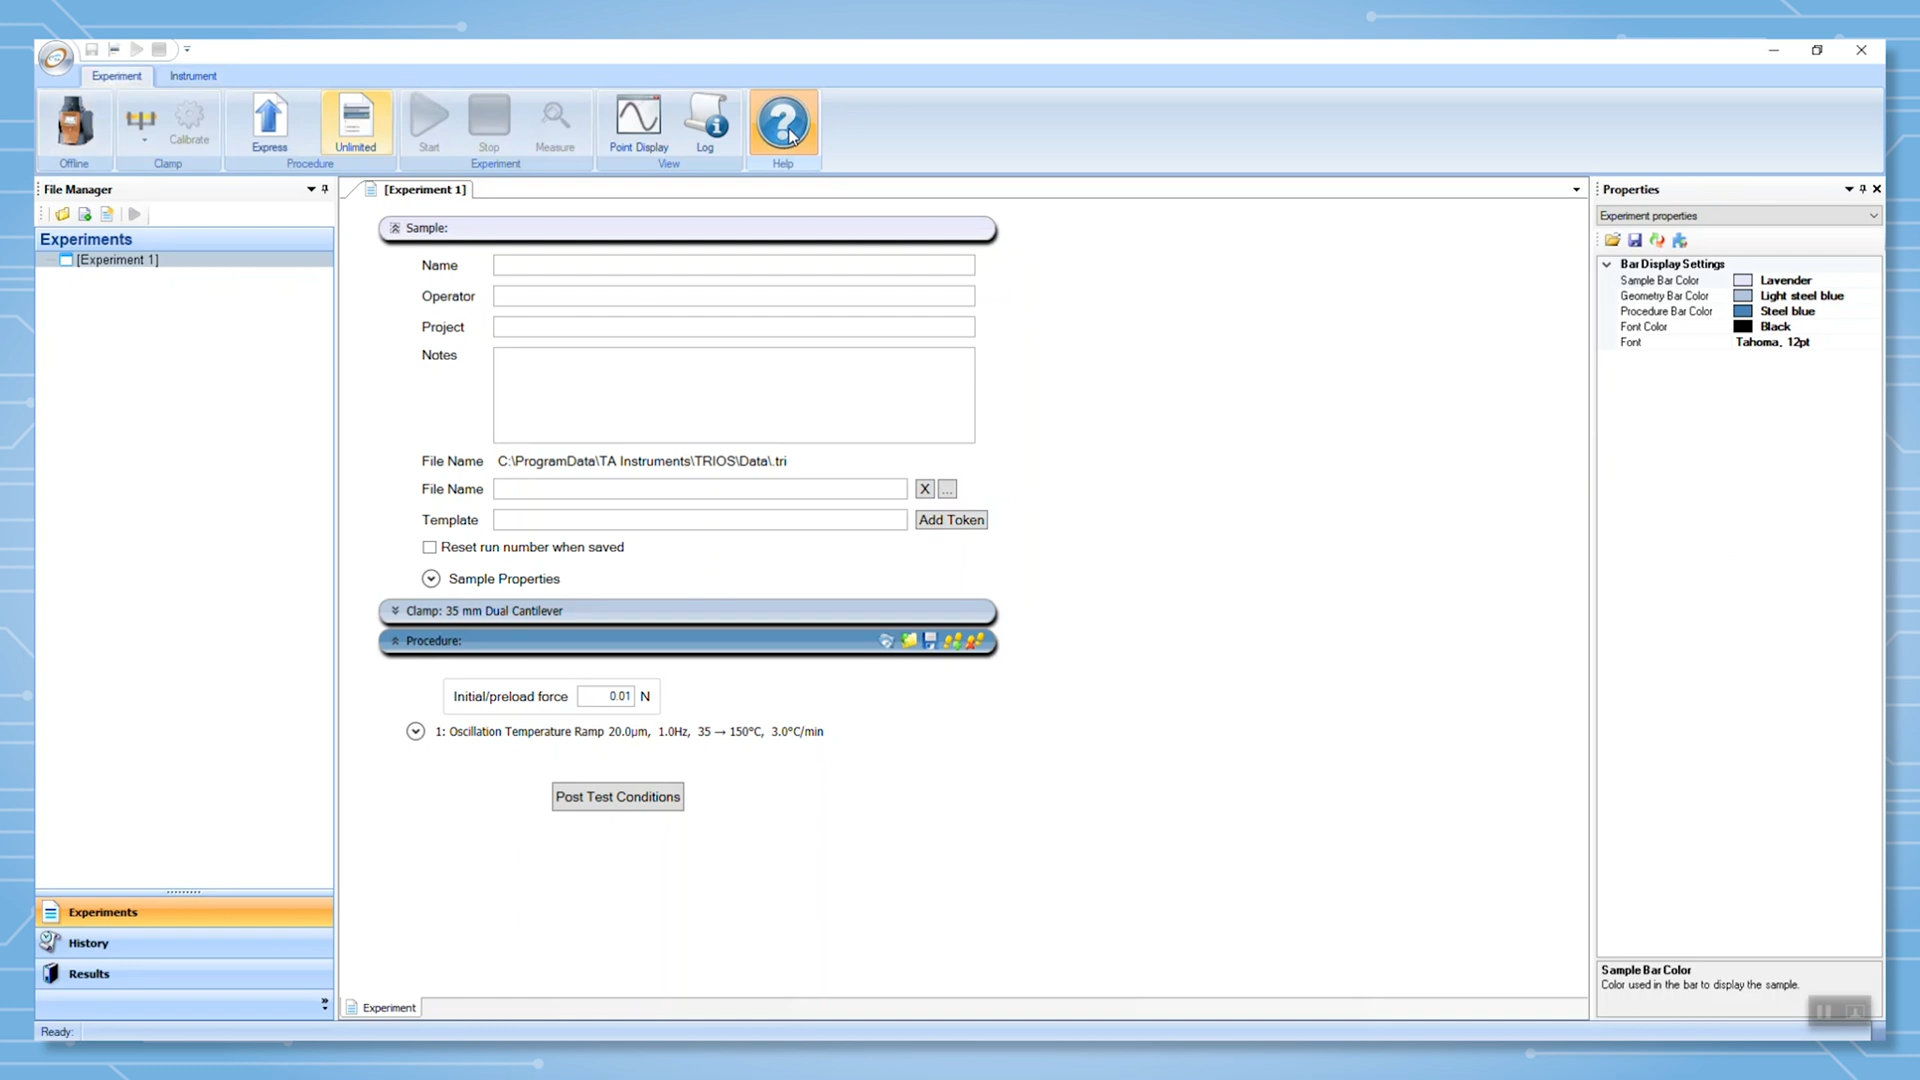 Experiment
Instrument
Offline
Calibrate
Clamp
Express
Unlimited
Procedure
Start
Stop
Measure
Experiment
Point Display
Log
View
Help
File Manager
[Experiment 1]
Properties
Experiment properties
Experiments
[Experiment 1]
Sample:
Name
Operator
Project
Notes
File Name C:\ProgramData\TA Instruments\TRIOS\Data\.tri
File Name X ...
Template Add Token
Reset run number when saved
Sample Properties
Clamp: 35 mm Dual Cantilever
Procedure:
Initial/preload force 0.01 N
1: Oscillation Temperature Ramp 20.0µm, 1.0Hz, 35 → 150°C, 3.0°C/min
Post Test Conditions
Bar Display Settings
Sample Bar Color Lavender
Geometry Bar Color Light steel blue
Procedure Bar Color Steel blue
Font Color Black
Font Tahoma, 12pt
Experiments
History
Results
Experiment
Sample Bar Color
Color used in the bar to display the sample.
Ready: